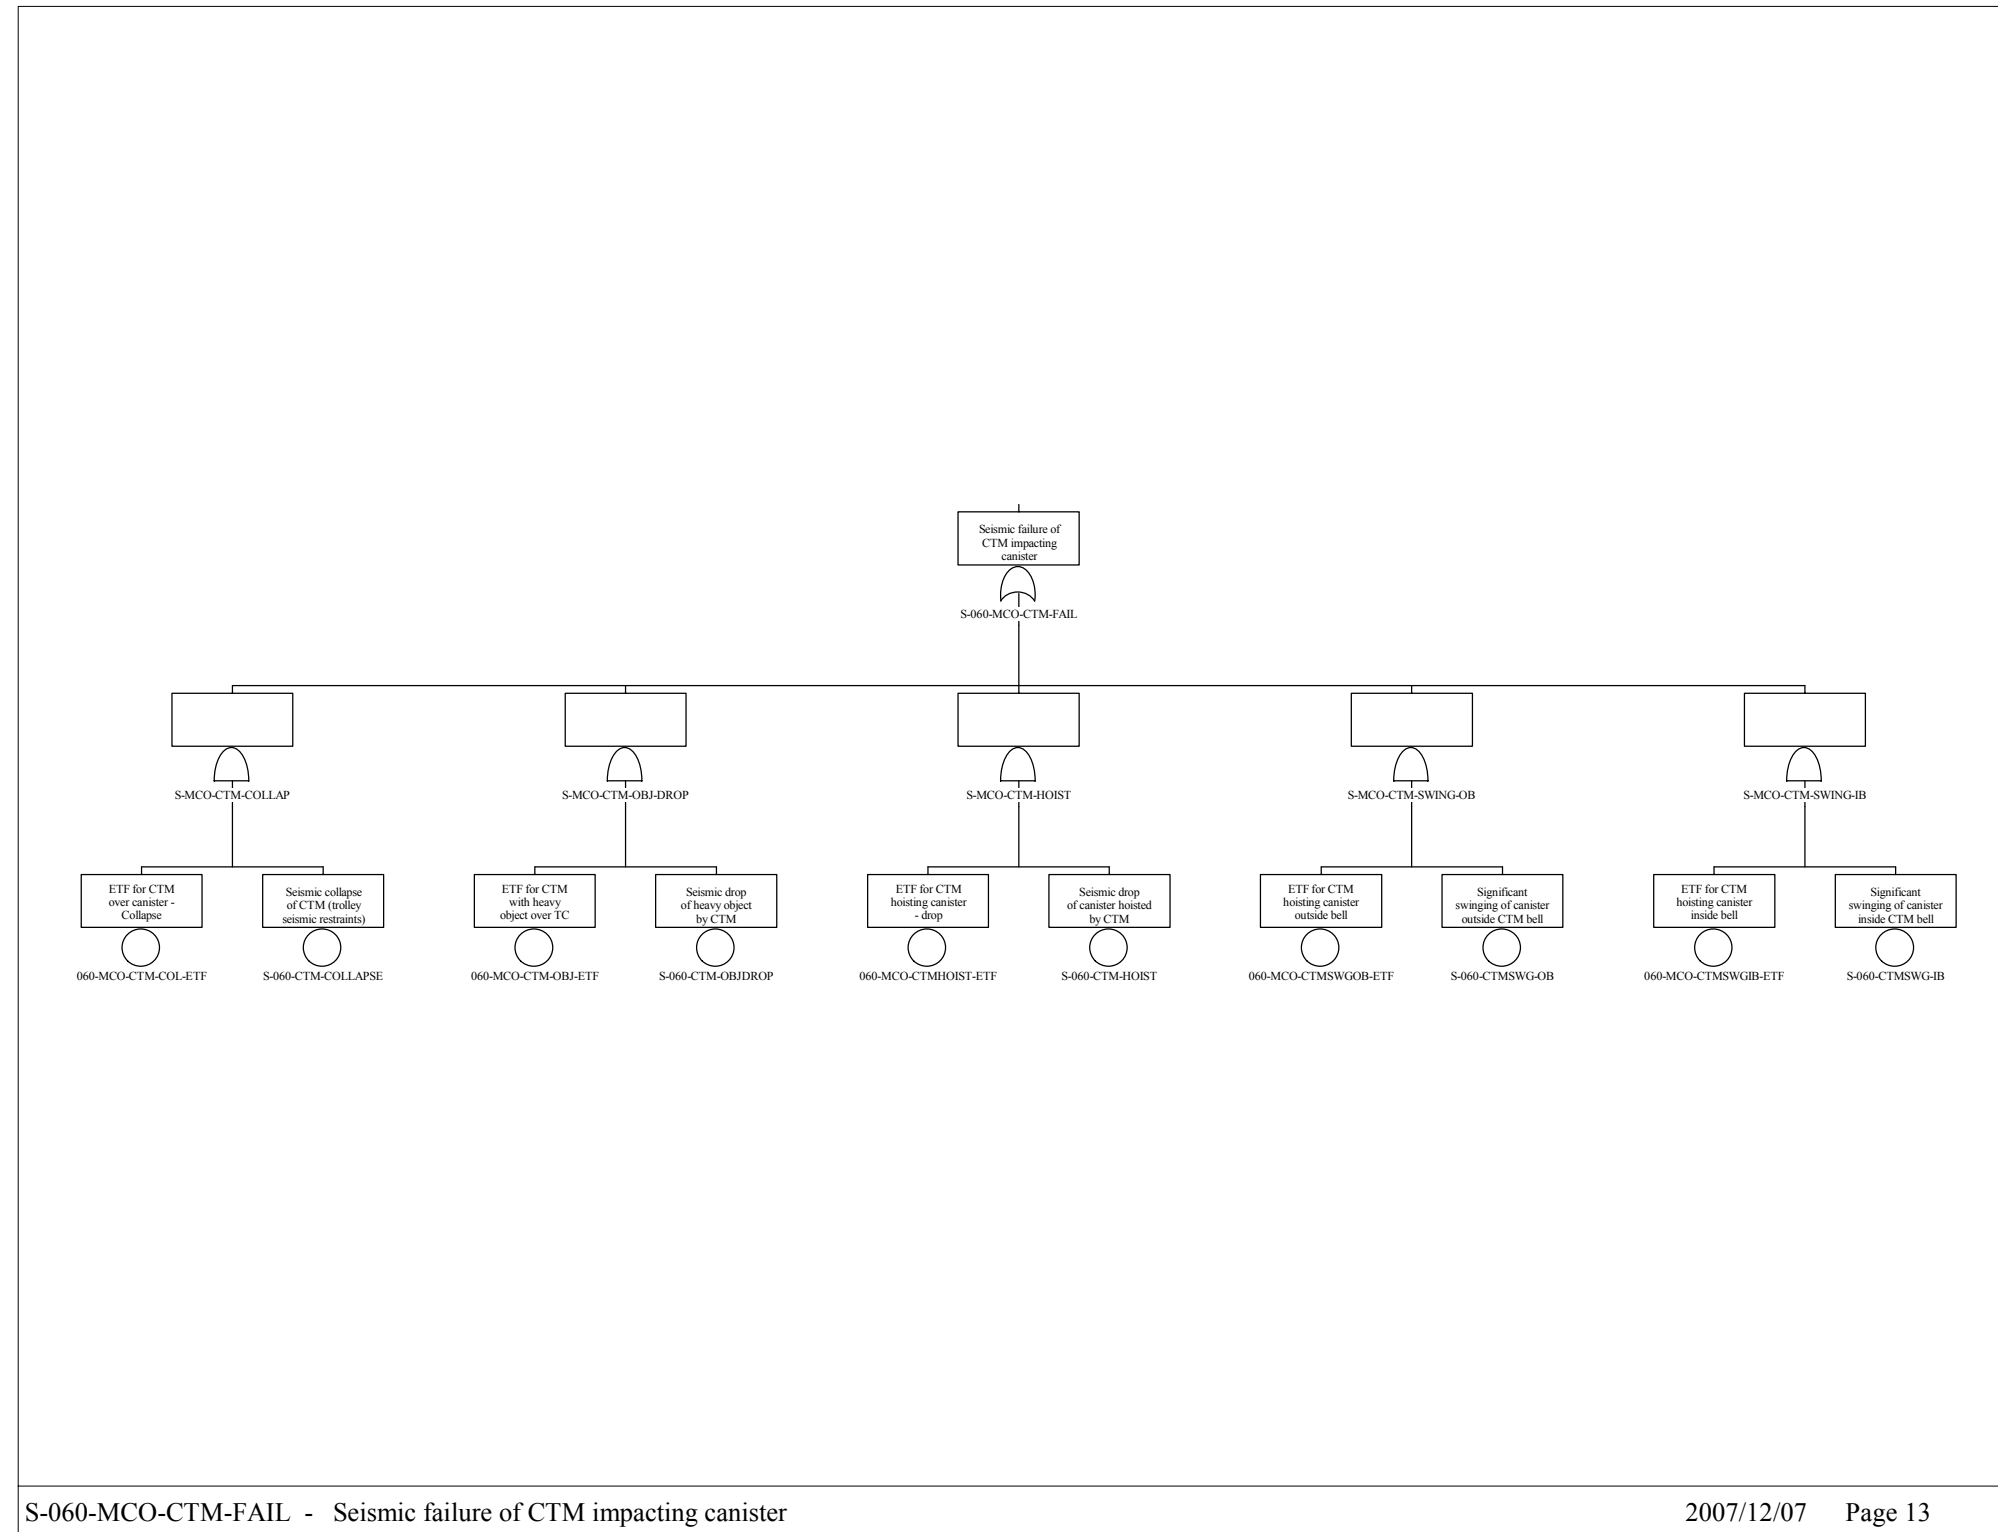 Seismic failure of
CTM impacting
canister
S-060-MCO-CTM-FAIL
S-MCO-CTM-COLLAP
S-MCO-CTM-OBJ-DROP
S-MCO-CTM-HOIST
S-MCO-CTM-SWING-OB
S-MCO-CTM-SWING-IB
ETF for CTM
over canister -
Collapse
060-MCO-CTM-COL-ETF
Seismic collapse
of CTM (trolley
seismic restraints)
S-060-CTM-COLLAPSE
ETF for CTM
with heavy
object over TC
060-MCO-CTM-OBJ-ETF
Seismic drop
of heavy object
by CTM
S-060-CTM-OBJDROP
ETF for CTM
hoisting canister
- drop
060-MCO-CTMHOIST-ETF
Seismic drop
of canister hoisted
by CTM
S-060-CTM-HOIST
ETF for CTM
hoisting canister
outside bell
060-MCO-CTMSWGOB-ETF
Significant
swinging of canister
outside CTM bell
S-060-CTMSWG-OB
ETF for CTM
hoisting canister
inside bell
060-MCO-CTMSWGIB-ETF
Significant
swinging of canister
inside CTM bell
S-060-CTMSWG-IB
S-060-MCO-CTM-FAIL - Seismic failure of CTM impacting canister
2007/12/07 Page 13